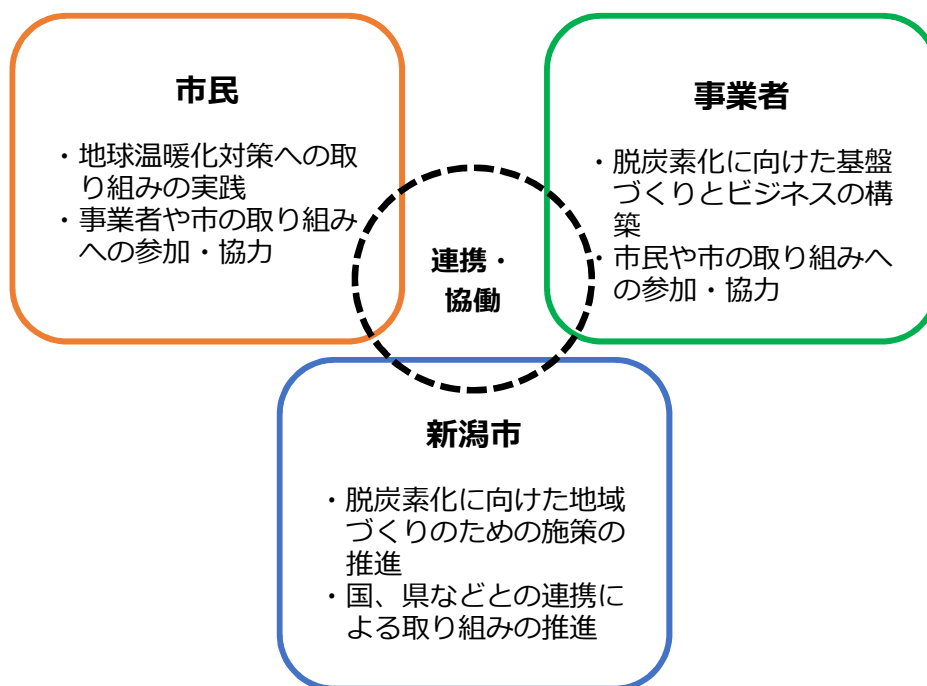 市民
・地球温暖化対策への取
り組みの実践
・事業者や市の取り組み
への参加・協力
事業者
・脱炭素化に向けた基盤
づくりとビジネスの構
築
・市民や市の取り組みへ
の参加・協力
連携・
協働
新潟市
・脱炭素化に向けた地域
づくりのための施策の
推進
・国、県などとの連携に
よる取り組みの推進